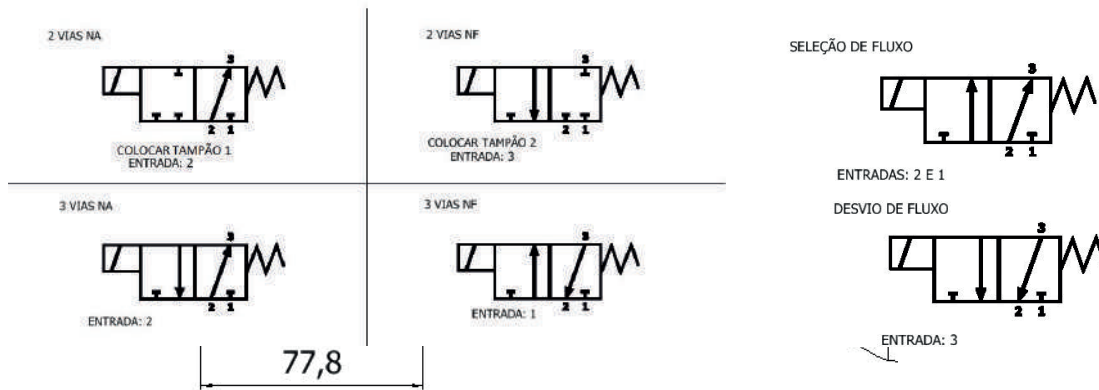 2 VIAS NA
3
2 1
COLOCAR TAMPÃO 1
ENTRADA: 2
2 VIAS NF
3
2 1
COLOCAR TAMPÃO 2
ENTRADA: 3
SELEÇÃO DE FLUXO
3
2 1
ENTRADAS: 2 E 1
3 VIAS NA
3
2 1
ENTRADA: 2
3 VIAS NF
3
2 1
ENTRADA: 1
DESVIO DE FLUXO
3
2 1
ENTRADA: 3
77,8